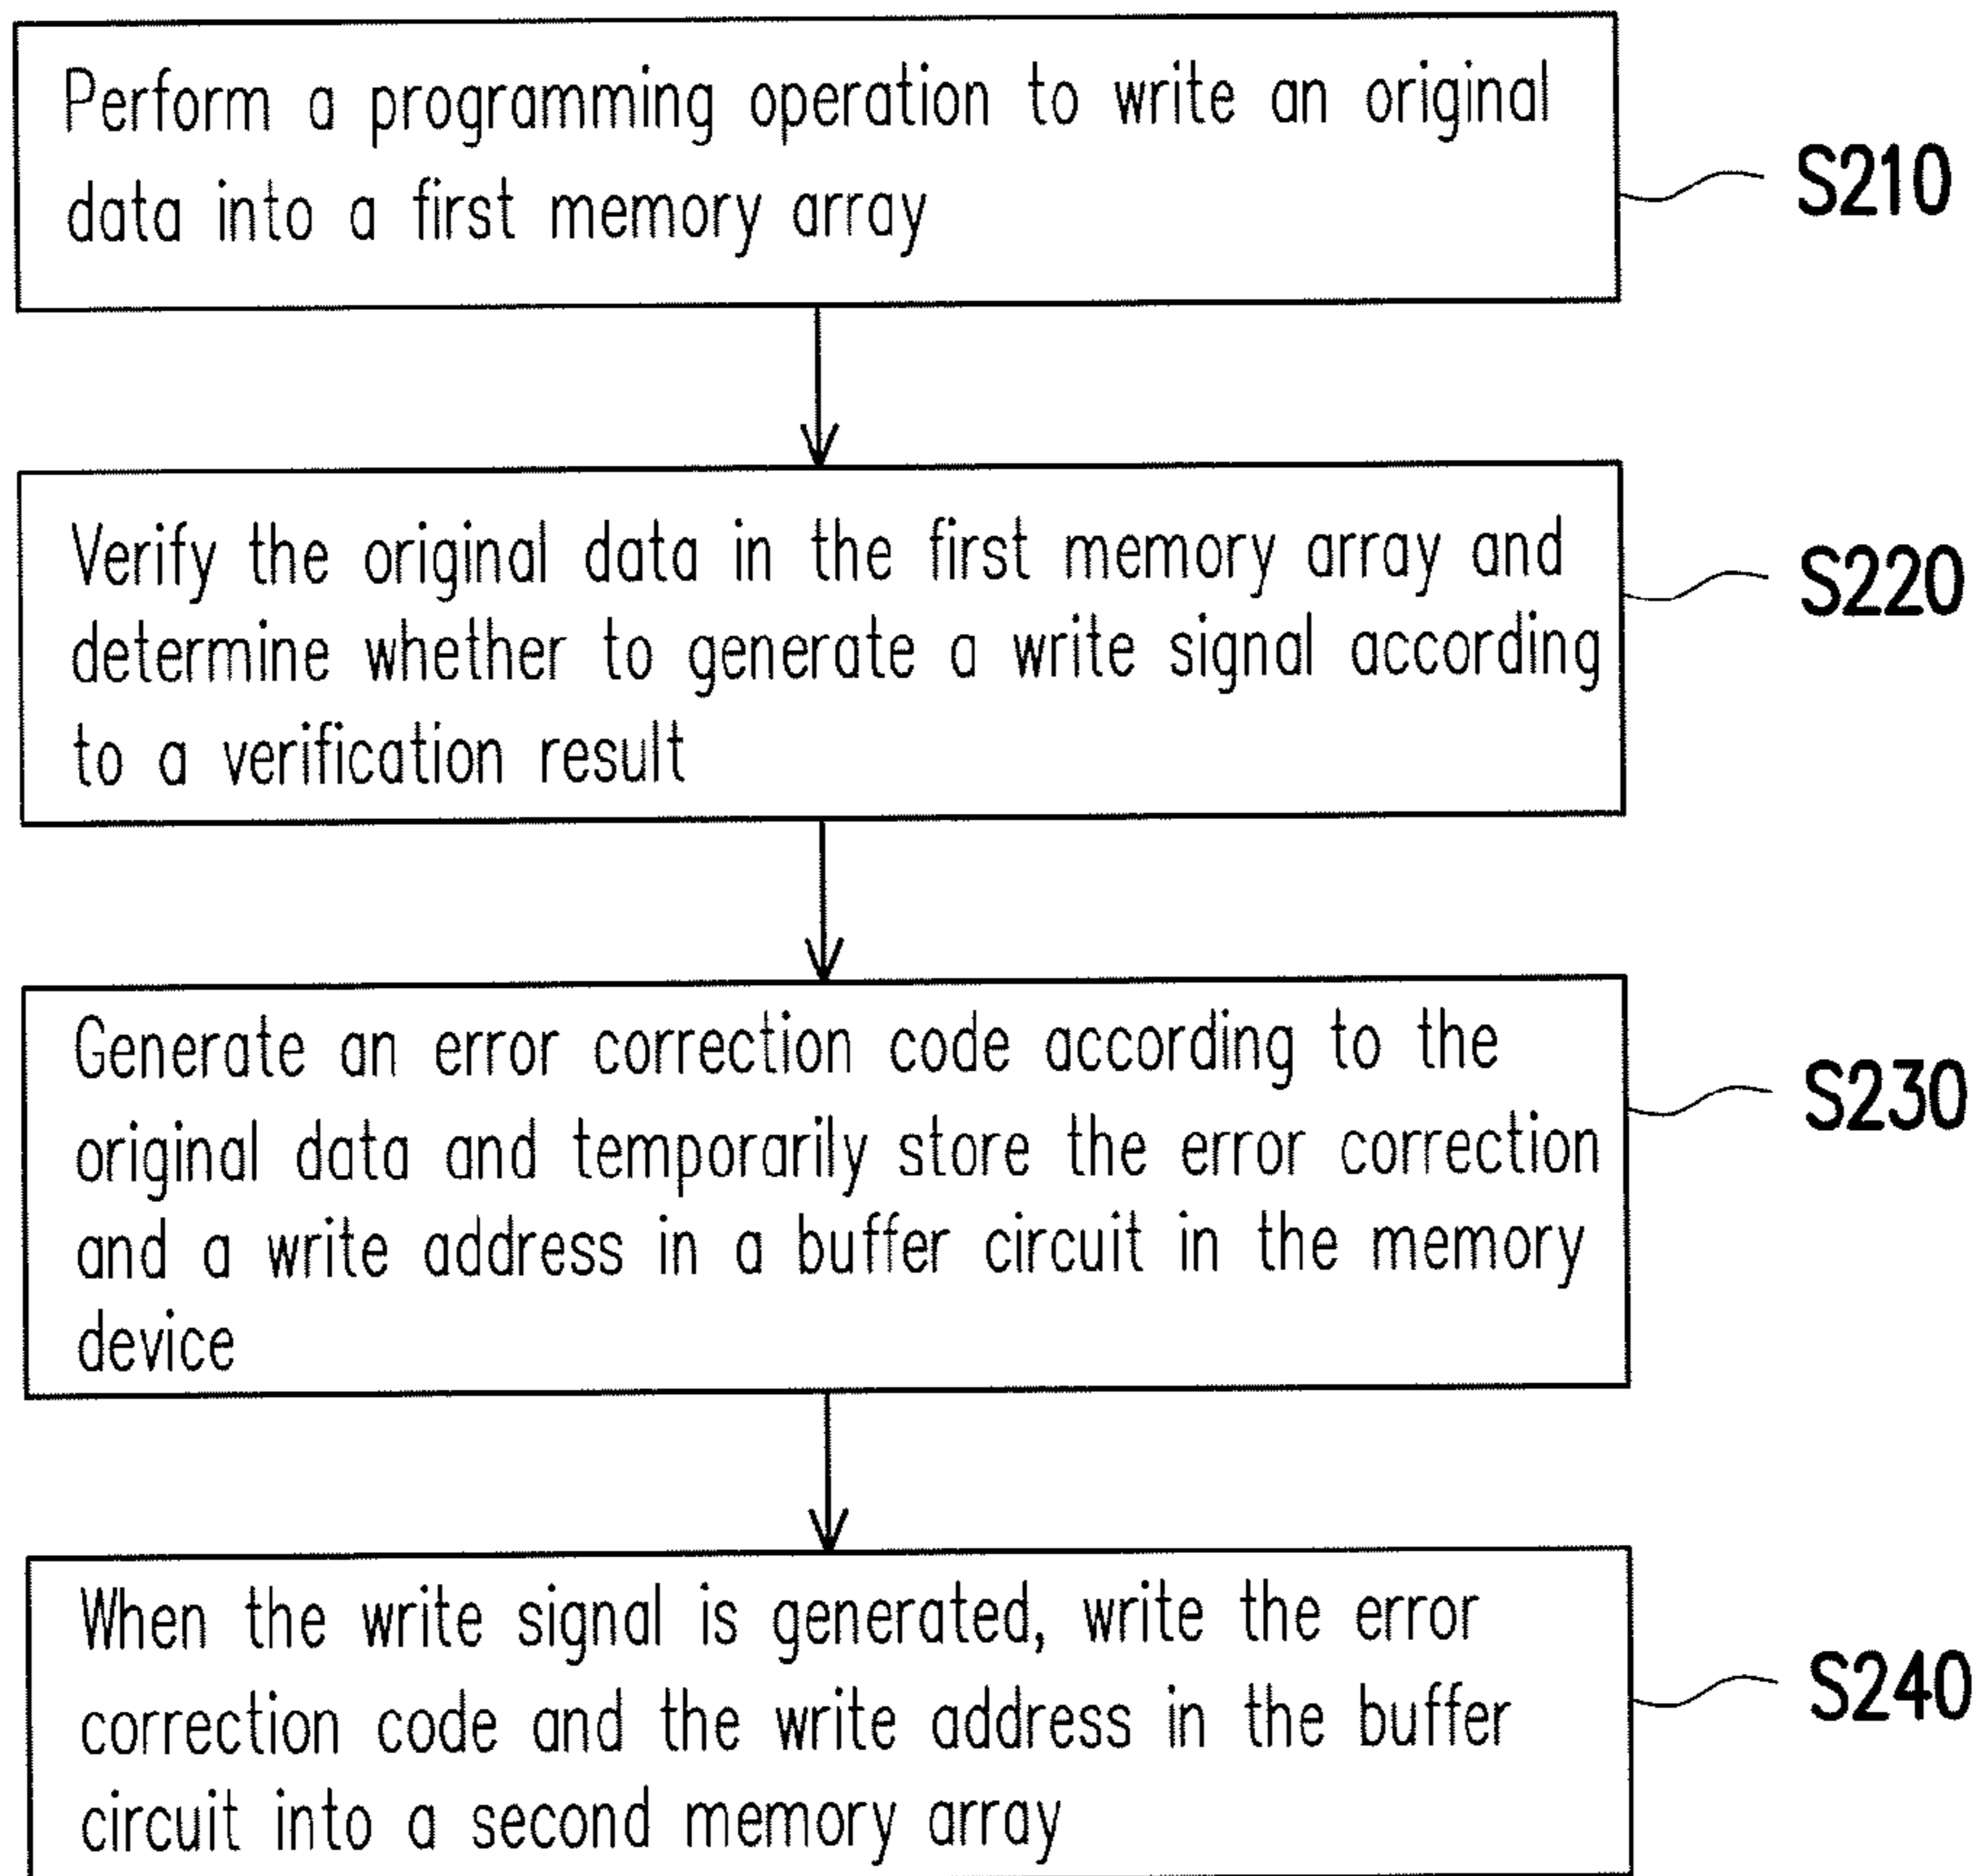 Perform a programming operation to write an original
data into a first memory array
S210
Verify the original data in the first memory array and
determine whether to generate a write signal according
to a verification result
S220
Generate an error correction code according to the
original data and temporarily store the error correction
and a write address in a buffer circuit in the memory
device
S230
When the write signal is generated, write the error
correction code and the write address in the buffer
circuit into a second memory array
S240